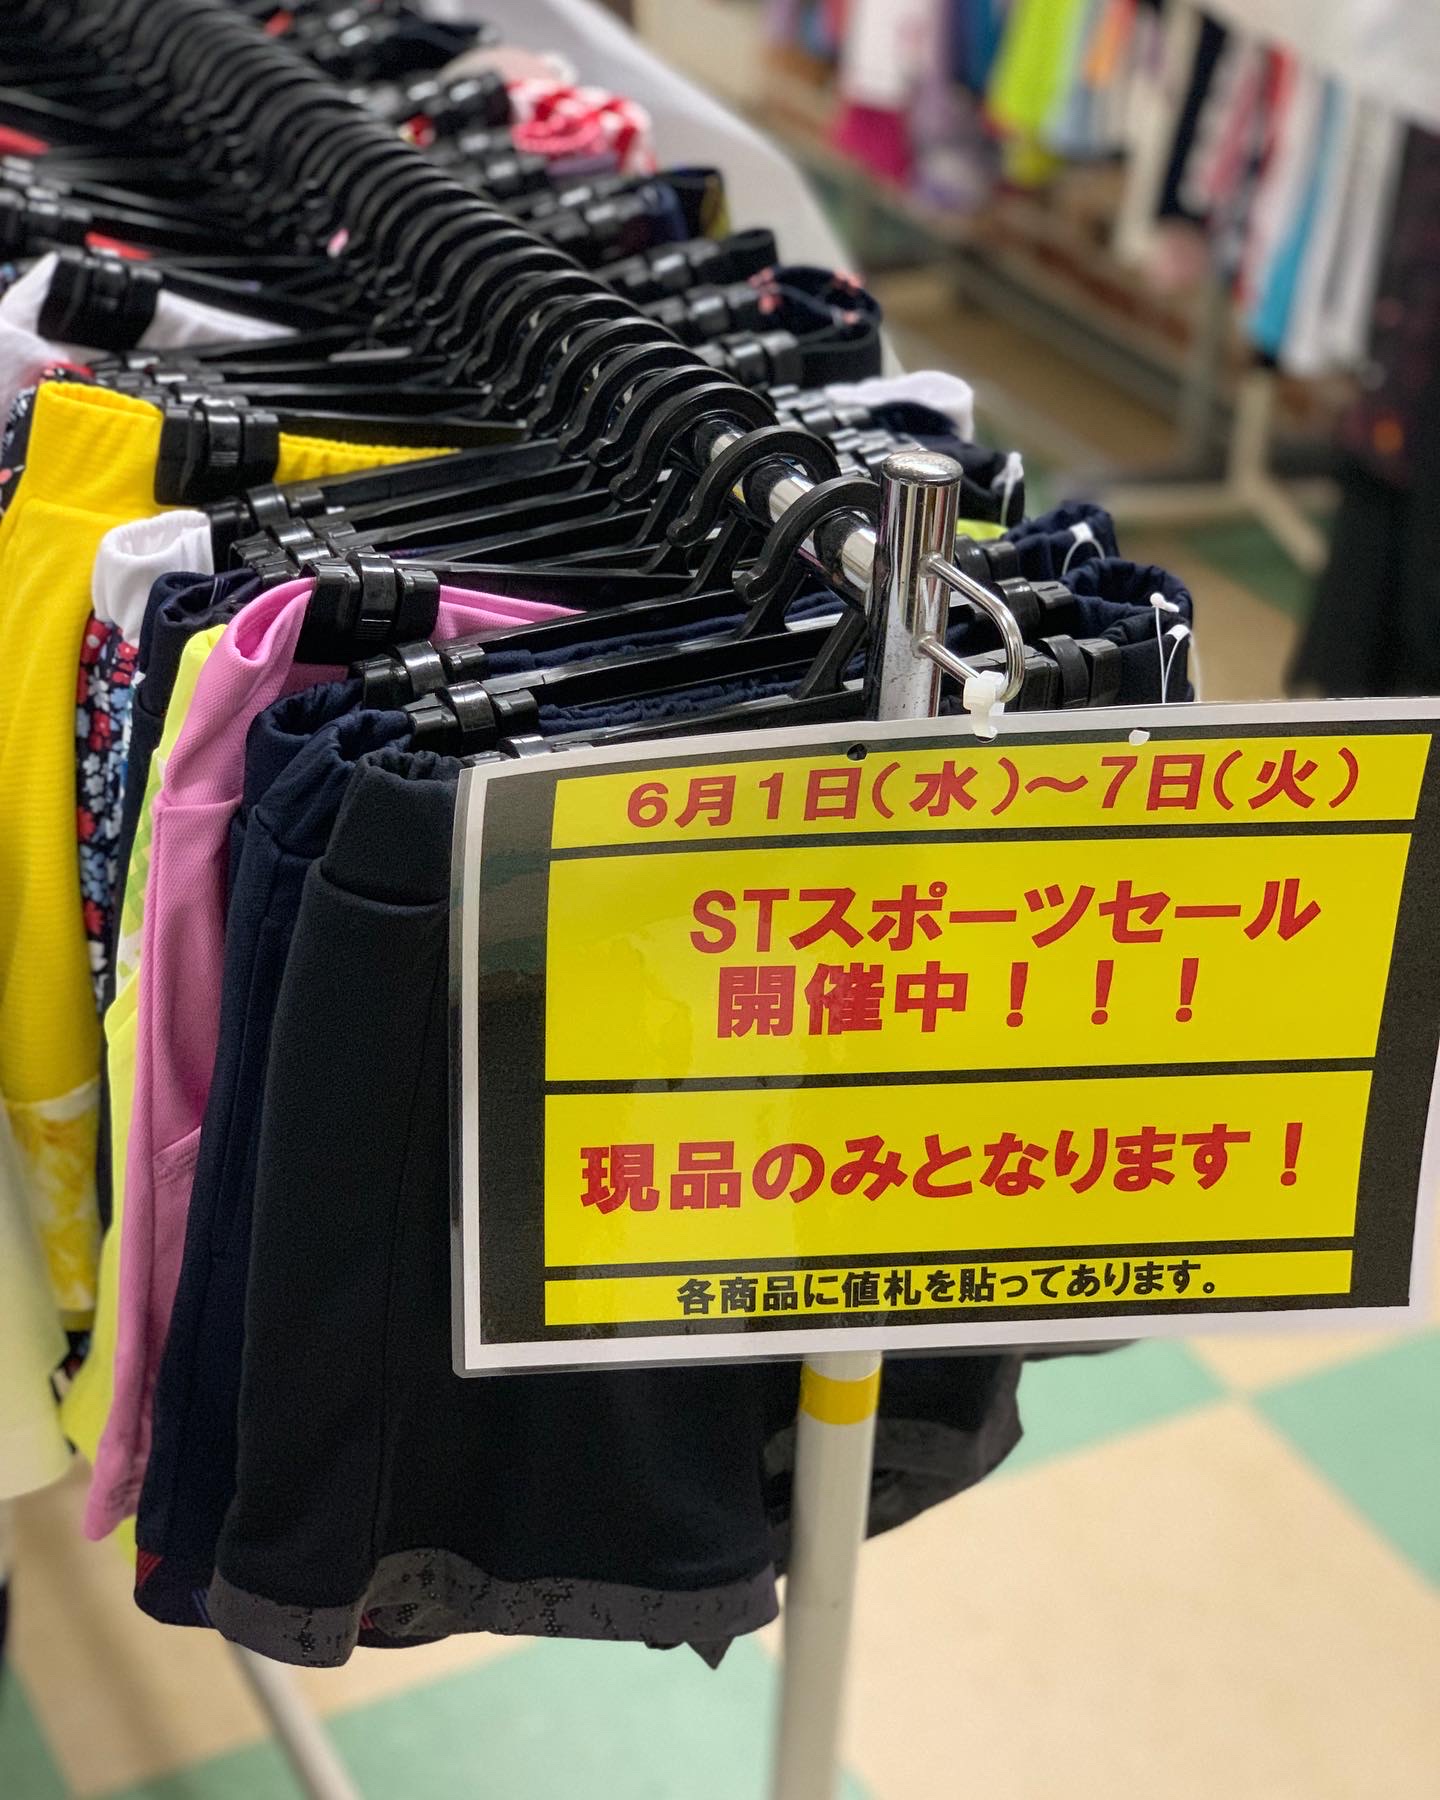 6月1日(水)～7日(火)
STスポーツセール
開催中！！！
現品のみとなります！
各商品に値札を貼ってあります。